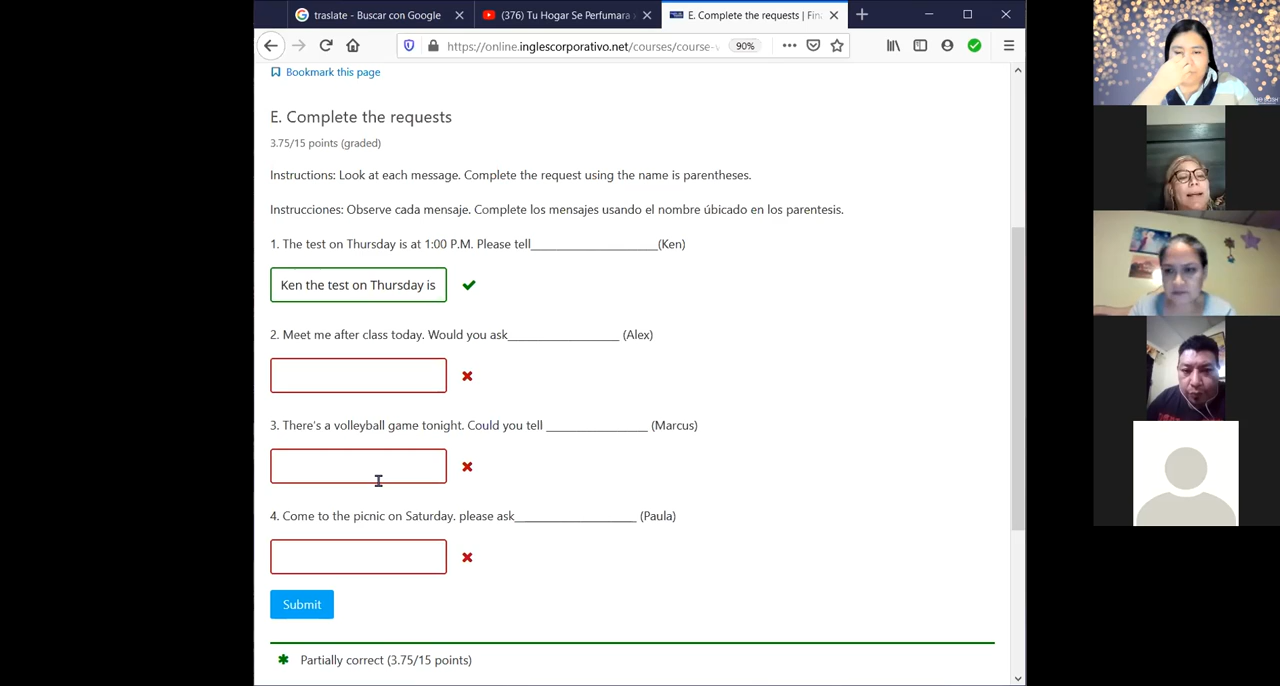 traslate - Buscar con Google
(376) Tu Hogar Se Perfumara
E. Complete the requests | Fin
https://online.inglescorporativo.net/courses/course-v
90%
Bookmark this page
E. Complete the requests
3.75/15 points (graded)
Instructions: Look at each message. Complete the request using the name is parentheses.
Instrucciones: Observe cada mensaje. Complete los mensajes usando el nombre úbicado en los parentesis.
1. The test on Thursday is at 1:00 P.M. Please tell____________________(Ken)
Ken the test on Thursday is
2. Meet me after class today. Would you ask__________________ (Alex)
3. There's a volleyball game tonight. Could you tell ________________ (Marcus)
4. Come to the picnic on Saturday. please ask___________________ (Paula)
Submit
Partially correct (3.75/15 points)